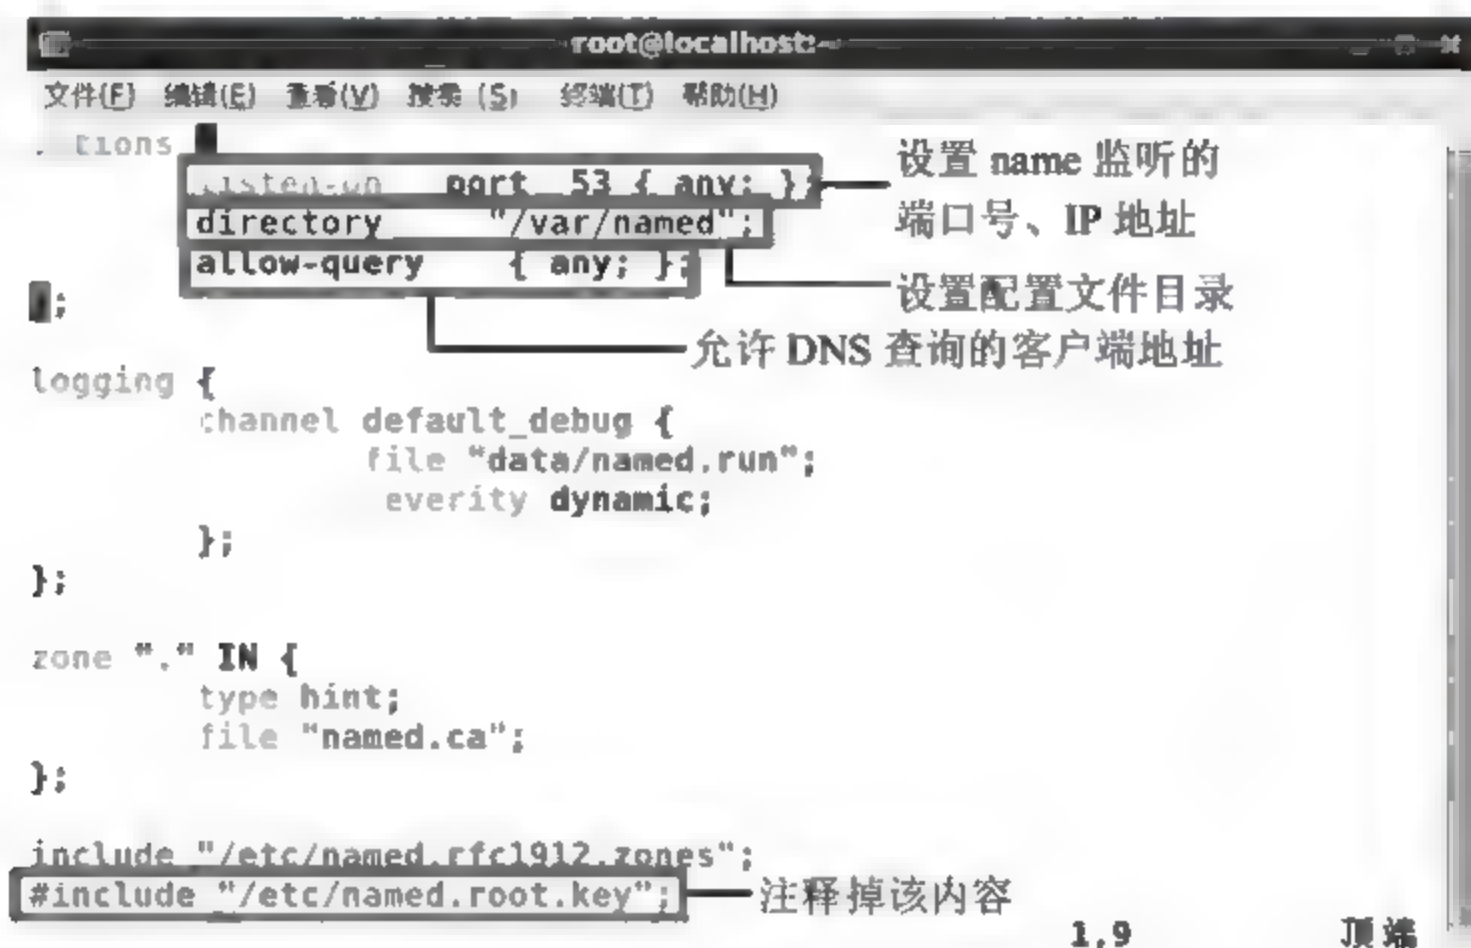 root@localhost:~
文件(F) 编辑(E) 查看(V) 搜索(S) 终端(T) 帮助(H)
tions {
port 53 { any; }; 设置 name 监听的
directory "/var/named"; 端口号、IP 地址
allow-query { any; }; 设置配置文件目录
};
允许 DNS 查询的客户端地址
logging {
channel default_debug {
file "data/named.run";
everity dynamic;
};
};
zone "." IN {
type hint;
file "named.ca";
};
include "/etc/named.rfc1912.zones";
#include "/etc/named.root.key"; 注释掉该内容
1,9 顶端